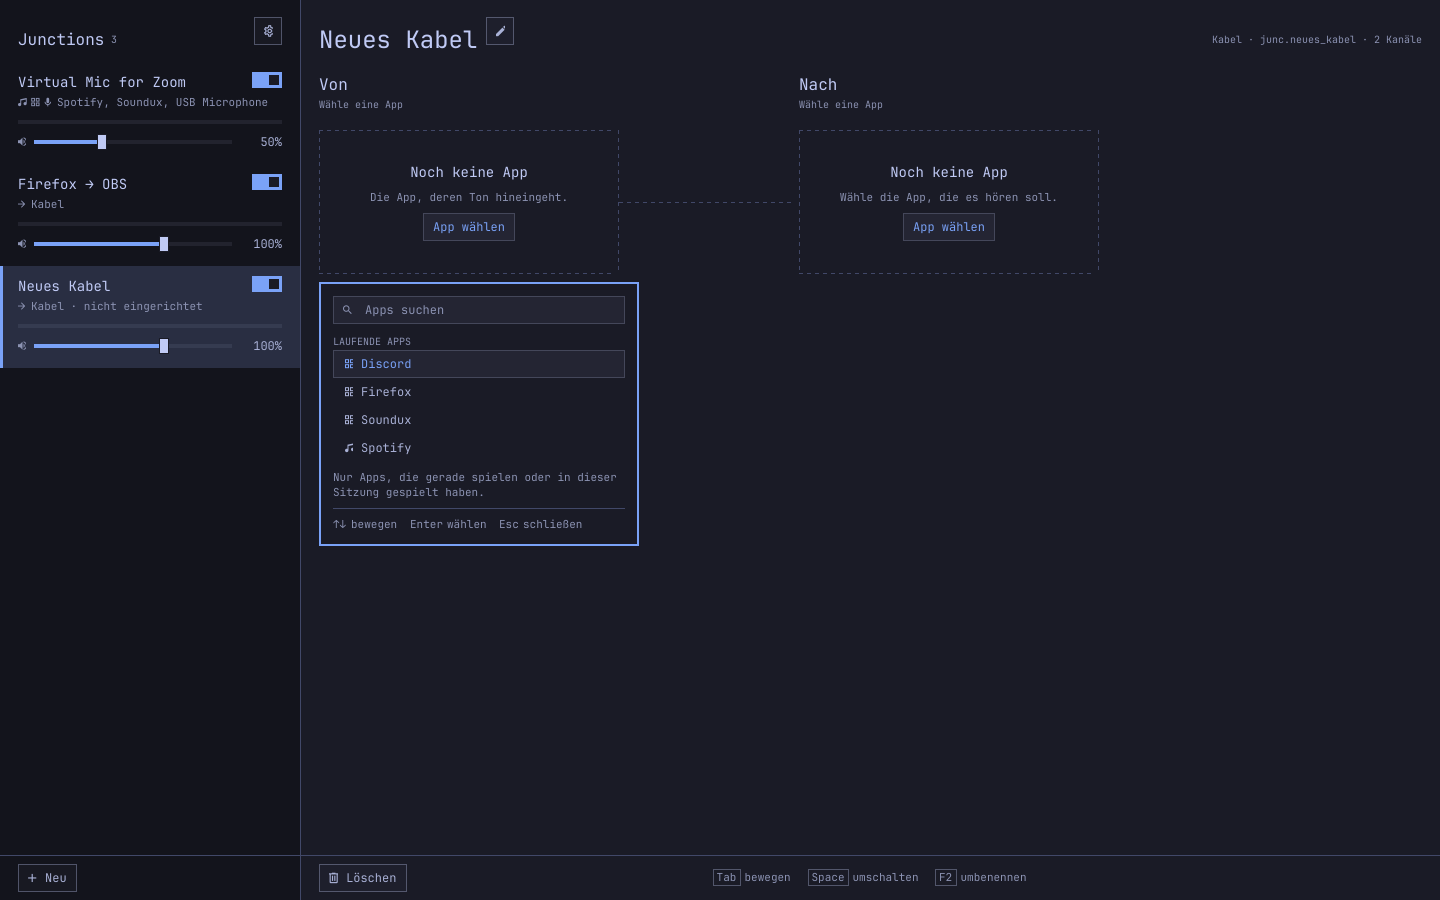 Junctions 3
Virtual Mic for Zoom
Spotify, Soundux, USB Microphone
50%
Firefox → OBS
→ Kabel
100%
Neues Kabel
→ Kabel · nicht eingerichtet
100%
+ Neu
Neues Kabel
Kabel · junc.neues_kabel · 2 Kanäle
Von
Wähle eine App
Noch keine App
Die App, deren Ton hineingeht.
App wählen
Nach
Wähle eine App
Noch keine App
Wähle die App, die es hören soll.
App wählen
Apps suchen
LAUFENDE APPS
Discord
Firefox
Soundux
Spotify
Nur Apps, die gerade spielen oder in dieser
Sitzung gespielt haben.
↑↓ bewegen Enter wählen Esc schließen
Löschen
Tab bewegen Space umschalten F2 umbenennen